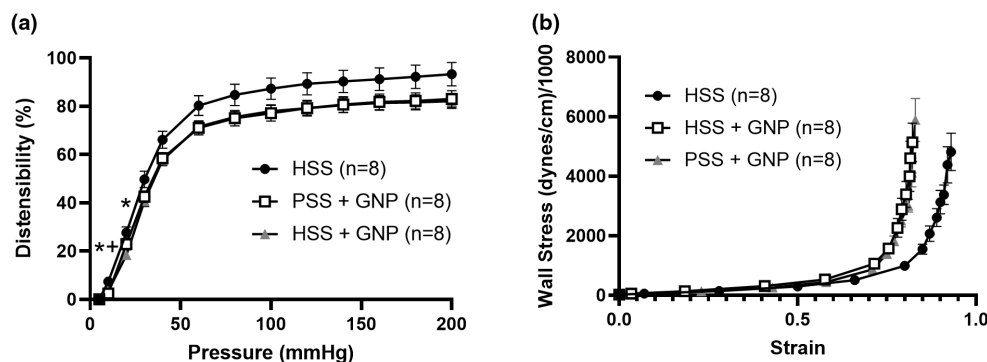 (a)
Distensibility (%)
100
80
60
40
20
0
*+
*
HSS (n=8)
PSS + GNP (n=8)
HSS + GNP (n=8)
0
50
100
150
200
Pressure (mmHg)
(b)
Wall Stress (dynes/cm)/1000
8000
6000
4000
2000
0
HSS (n=8)
HSS + GNP (n=8)
PSS + GNP (n=8)
0.0
0.5
1.0
Strain